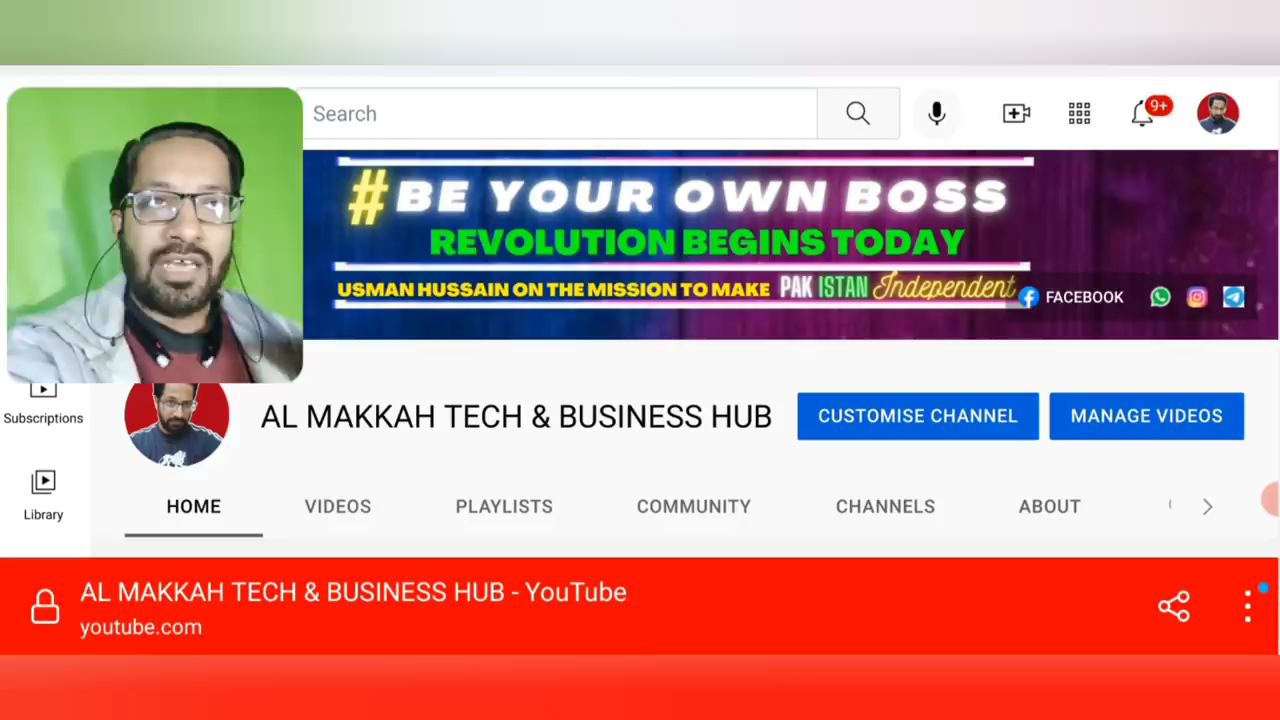 Search
9+
#BE YOUR OWN BOSS
REVOLUTION BEGINS TODAY
USMAN HUSSAIN ON THE MISSION TO MAKE PAK ISTAN Independent
FACEBOOK
Subscriptions
AL MAKKAH TECH & BUSINESS HUB
CUSTOMISE CHANNEL
MANAGE VIDEOS
Library
HOME
VIDEOS
PLAYLISTS
COMMUNITY
CHANNELS
ABOUT
AL MAKKAH TECH & BUSINESS HUB - YouTube
youtube.com